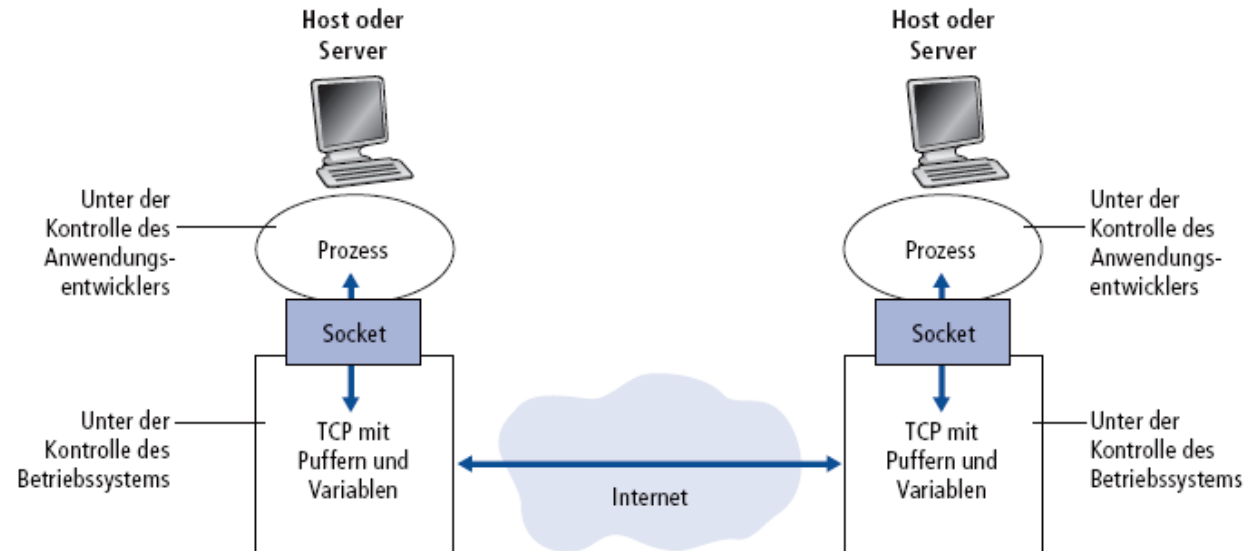 Host oder
Server
Host oder
Server
Unter der
Kontrolle des
Anwendungs-
entwicklers
Prozess
Prozess
Unter der
Kontrolle des
Anwendungs-
entwicklers
Socket
Socket
Unter der
Kontrolle des
Betriebssystems
TCP mit
Puffern und
Variablen
Internet
TCP mit
Puffern und
Variablen
Unter der
Kontrolle des
Betriebssystems